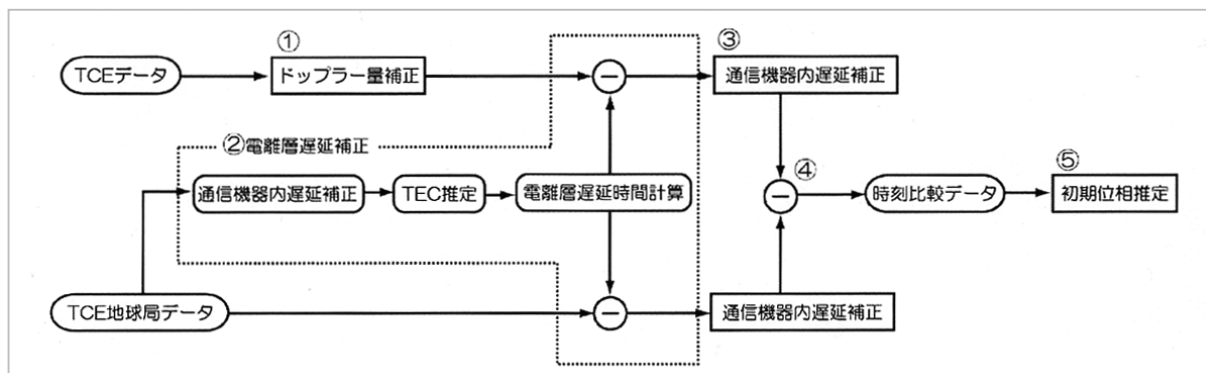 ①
TCEデータ
ドップラー量補正
③
通信機器内遅延補正
②電離層遅延補正
通信機器内遅延補正
TEC推定
電離層遅延時間計算
④
時刻比較データ
⑤
初期位相推定
TCE地球局データ
通信機器内遅延補正